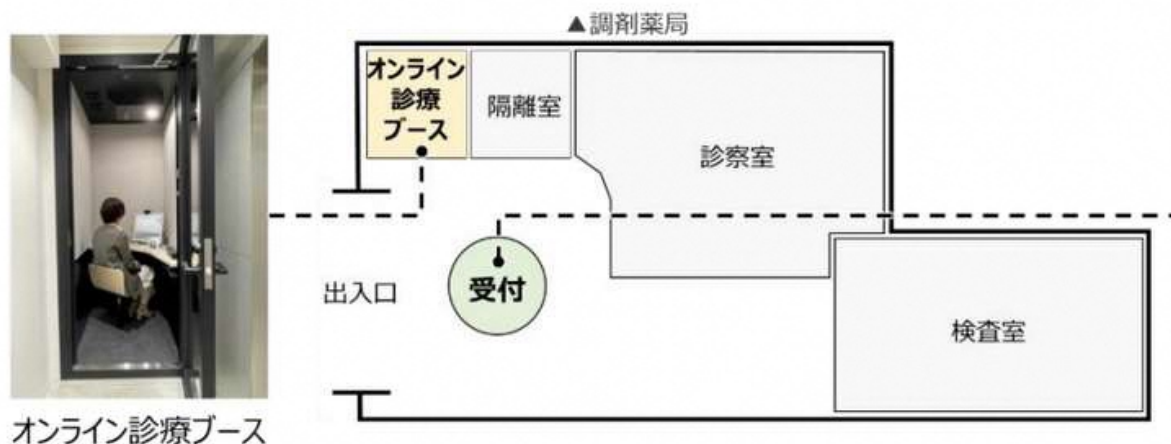 ▲調剤薬局
オンライン
診療
ブース
隔離室
診察室
出入口
受付
検査室
オンライン診療ブース